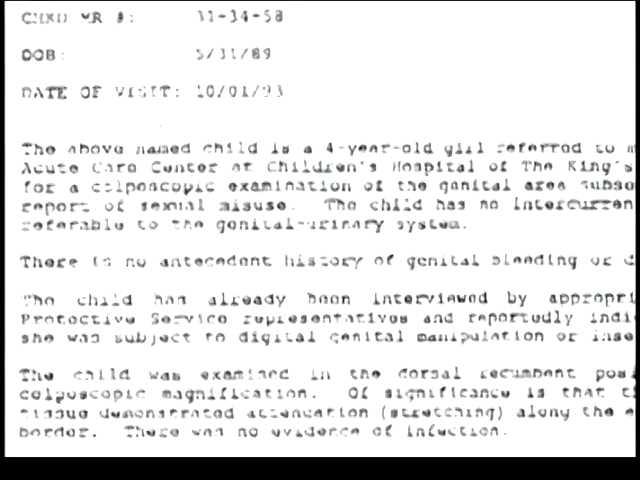 CHKD MR #: 31-34-58
DOB: 5/31/89
DATE OF VISIT: 10/01/93
The above named child is a 4-year-old girl referred to
Acute Care Center at Children's Hospital of The King's
for a colposcopic examination of the genital area
report of sexual misuse. The child has no
referable to the genital-urinary system.
There is no antecedent history of genital bleeding or
The child has already been interviewed by
Protective Service representatives and reportedly
she was subject to digital genital manipulation or
The child was examined in the dorsal recumbent
colposcopic magnification. Of significance is that
tissue demonstrated attenuation (stretching) along the
border. There was no evidence of infection.